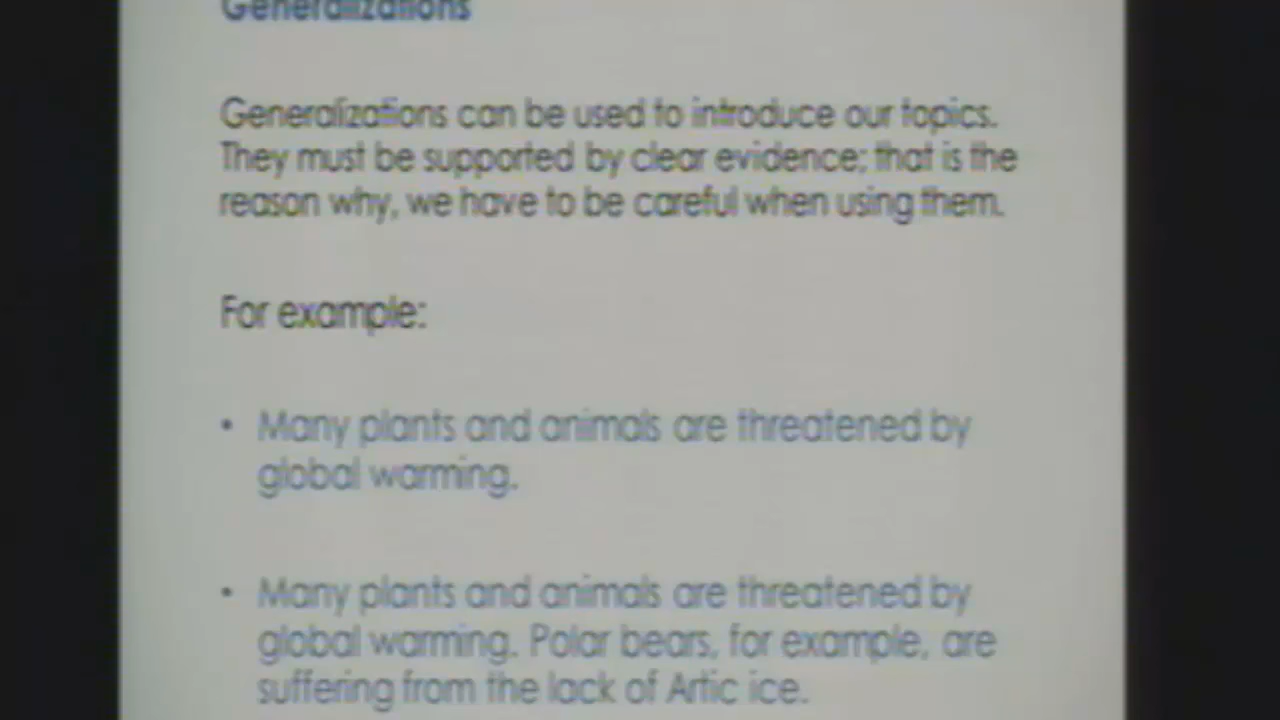 Generalizations
Generalizations can be used to introduce our topics.
They must be supported by clear evidence; that is the
reason why, we have to be careful when using them.
For example:
• Many plants and animals are threatened by
global warming.
• Many plants and animals are threatened by
global warming. Polar bears, for example, are
suffering from the lack of Artic ice.